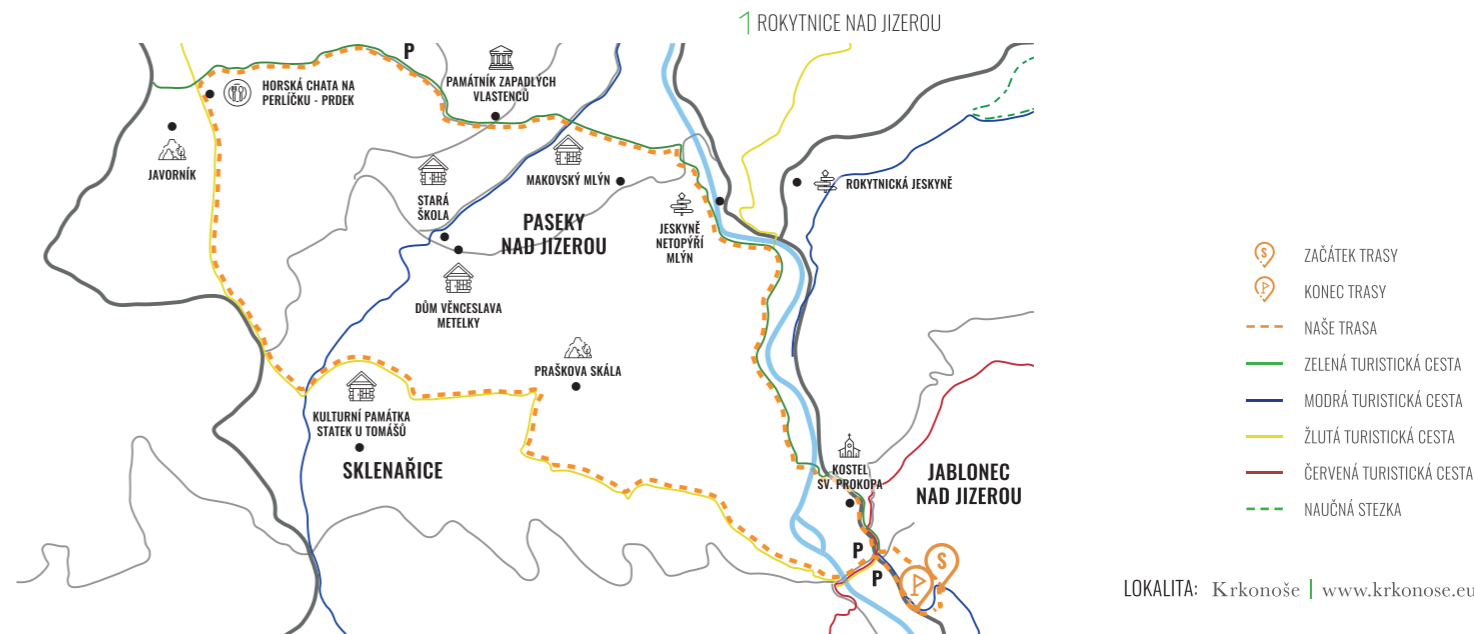 1 ROKYTNICE NAD JIZEROU
P
PAMÁTNÍK ZAPADLÝCH
VLASTENCŮ
HORSKÁ CHATA NA
PERLÍČKU - PRDEK
JAVORNÍK
MAKOVSKÝ MLÝN
ROKYTNICKÁ JESKYNĚ
STARÁ
ŠKOLA
PASEKY
NAD JIZEROU
JESKYNĚ
NETOPÝŘÍ
MLÝN
DŮM VĚNCESLAVA
METELKY
PRAŠKOVA SKÁLA
KULTURNÍ PAMÁTKA
STATEK U TOMÁŠŮ
SKLENAŘICE
KOSTEL
SV. PROKOPA
JABLONEC
NAD JIZEROU
P
P
S
S
ZAČÁTEK TRASY
KONEC TRASY
NAŠE TRASA
ZELENÁ TURISTICKÁ CESTA
MODRÁ TURISTICKÁ CESTA
ŽLUTÁ TURISTICKÁ CESTA
ČERVENÁ TURISTICKÁ CESTA
NAUČNÁ STEZKA
LOKALITA: Krkonoše | www.krkonose.eu